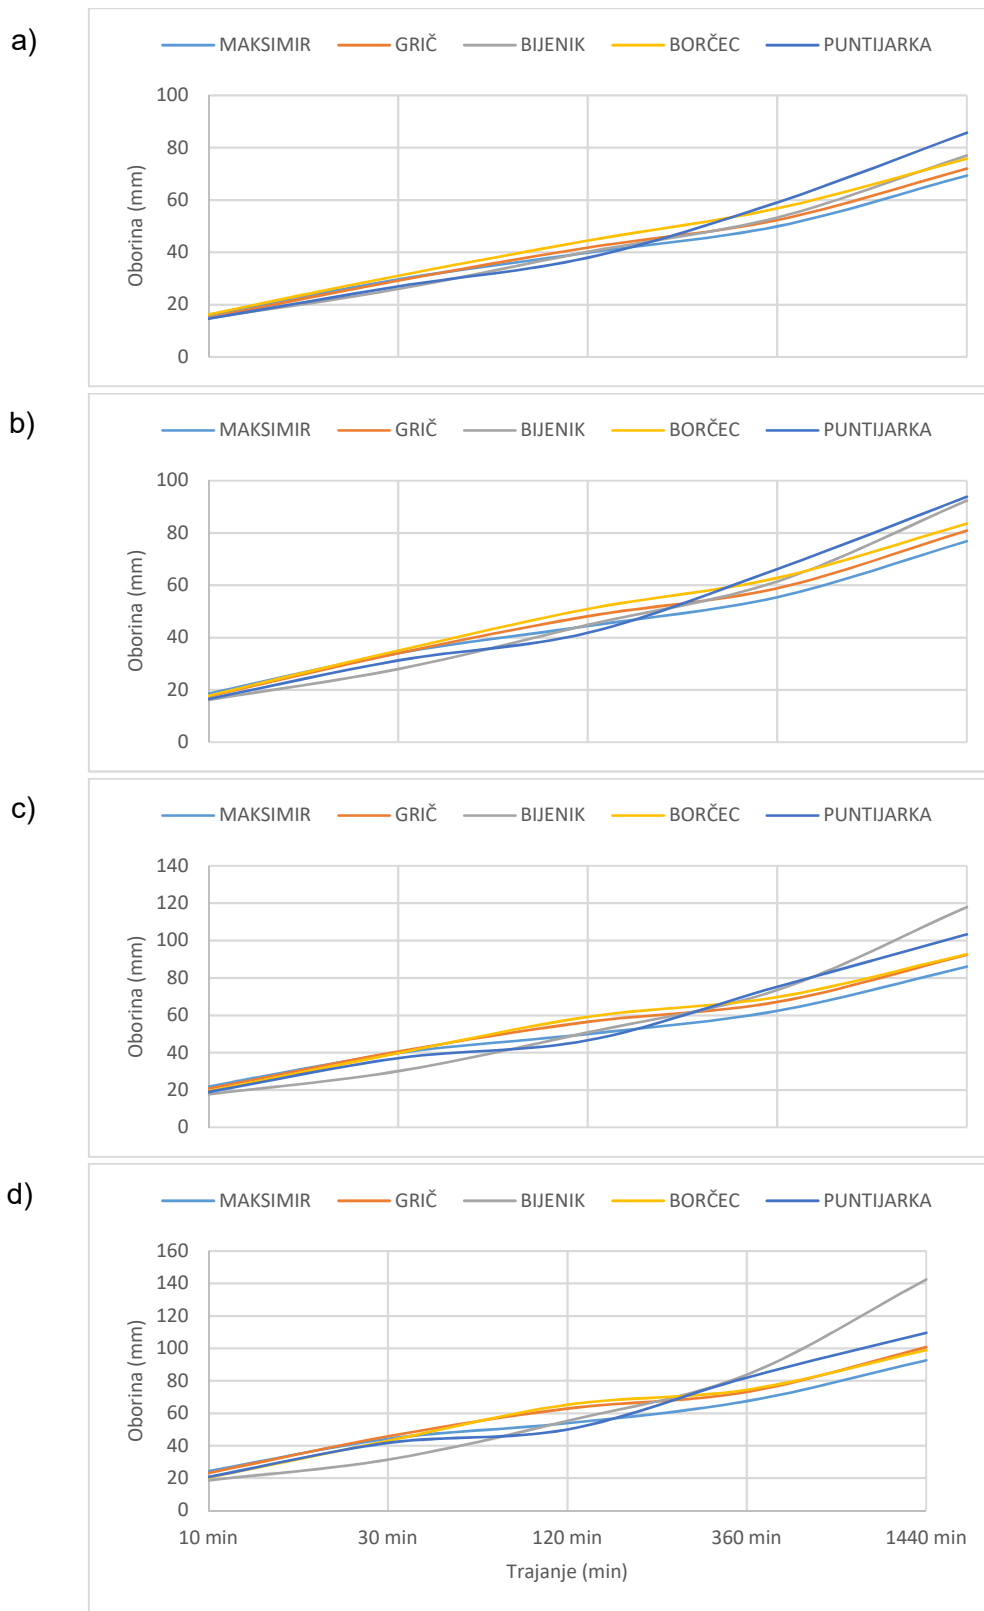 a)
MAKSIMIR GRIČ BIJENIK BORČEC PUNTIJARKA
100
80
60
40
20
0
Oborina (mm)
b)
MAKSIMIR GRIČ BIJENIK BORČEC PUNTIJARKA
100
80
60
40
20
0
Oborina (mm)
c)
MAKSIMIR GRIČ BIJENIK BORČEC PUNTIJARKA
140
120
100
80
60
40
20
0
Oborina (mm)
d)
MAKSIMIR GRIČ BIJENIK BORČEC PUNTIJARKA
160
140
120
100
80
60
40
20
0
Oborina (mm)
10 min 30 min 120 min 360 min 1440 min
Trajanje (min)